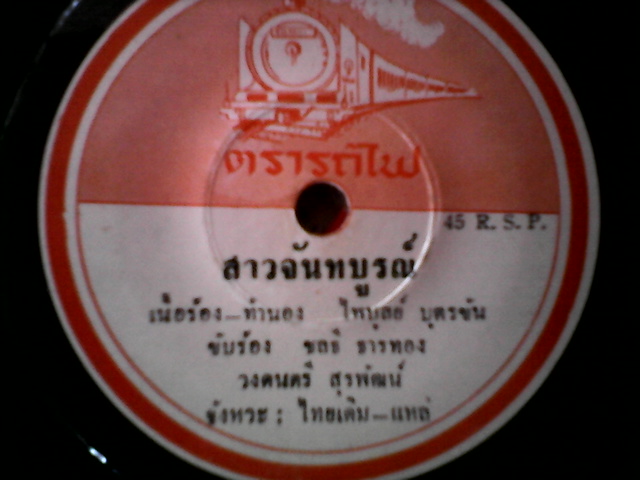 ตรารถไฟ
45 R. S. P.
สาวจันทบูรณ์
เนื้อร้อง—ทำนอง ไพบูลย์ บุตรขัน
ขับร้อง ชลธี ธารทอง
วงดนตรี สุรพัฒน์
จังหวะ : ไทยเดิม—แหล่